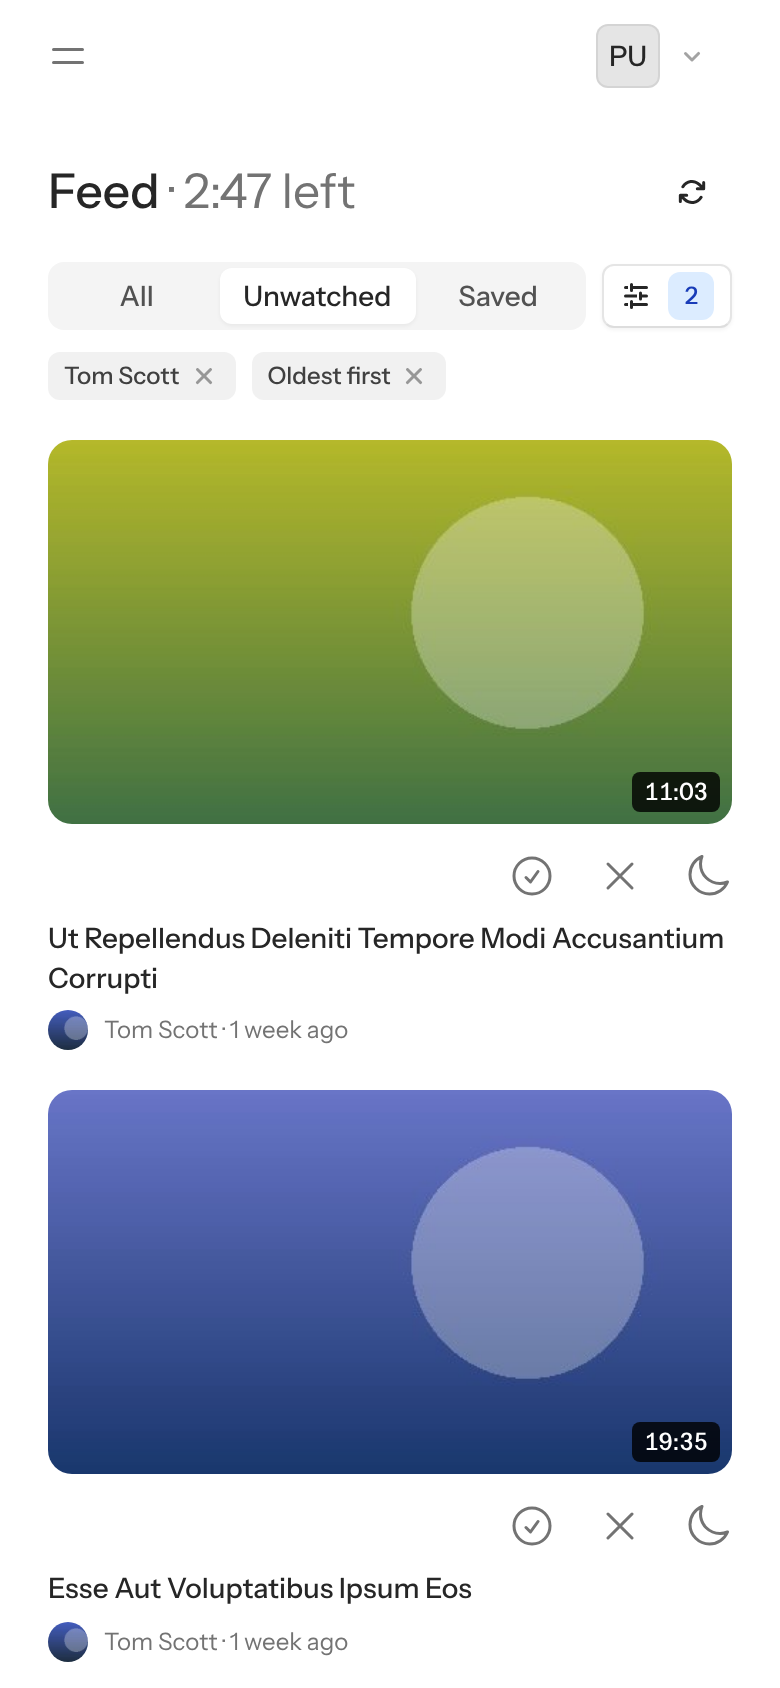 PU
Feed · 2:47 left
All Unwatched Saved 2
Tom Scott Oldest first
11:03
Ut Repellendus Deleniti Tempore Modi Accusantium
Corrupti
Tom Scott · 1 week ago
19:35
Esse Aut Voluptatibus Ipsum Eos
Tom Scott · 1 week ago